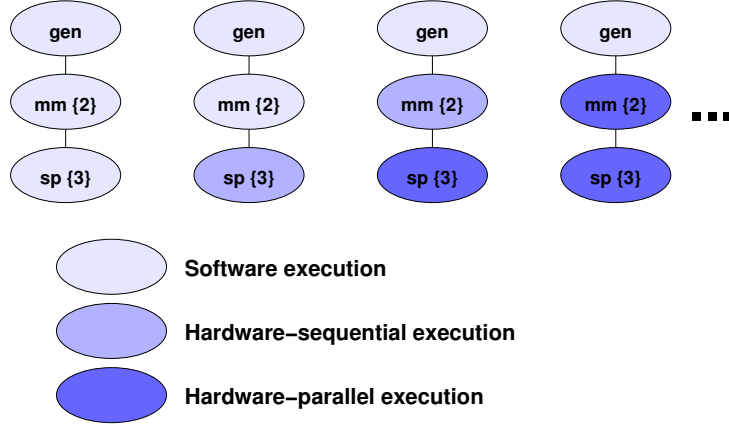 gen gen gen gen
mm {2} mm {2} mm {2} mm {2}
sp {3} sp {3} sp {3} sp {3}
Software execution
Hardware−sequential execution
Hardware−parallel execution